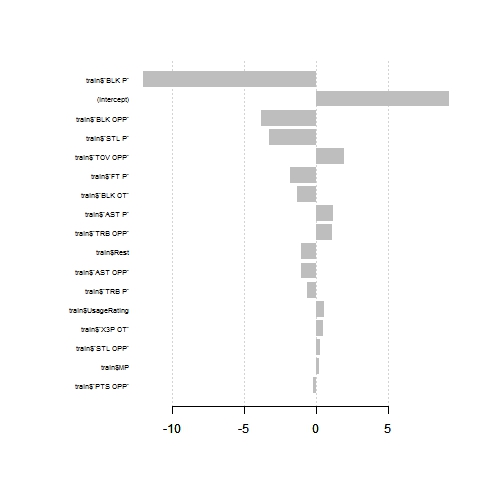 train$`BLK P`
(Intercept)
train$`BLK OPP`
train$`STL P`
train$`TOV OPP`
train$`FT P`
train$`BLK OT`
train$`AST P`
train$`TRB OPP`
train$Rest
train$`AST OPP`
train$`TRB P`
train$UsageRating
train$`X3P OT`
train$`STL OPP`
train$MP
train$`PTS OPP`
-10 -5 0 5